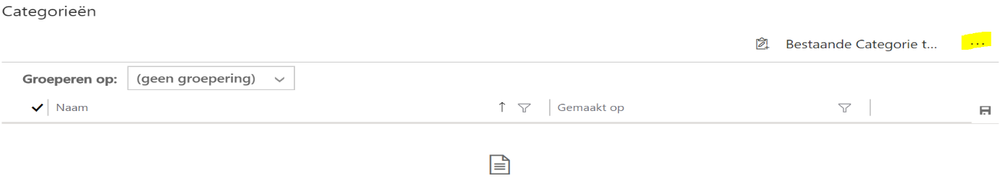 Categorieën
Bestaande Categorie t... ...
Groeperen op: (geen groepering)
Naam Gemaakt op